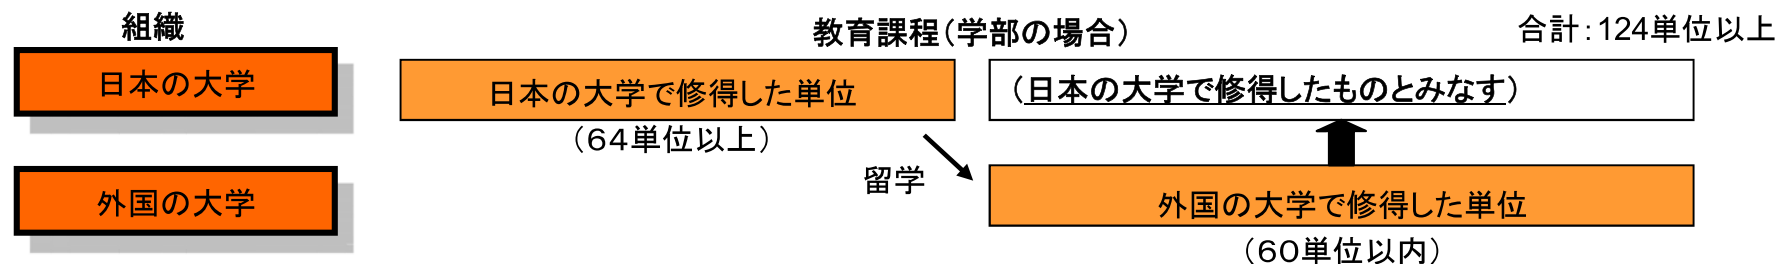 組織
教育課程（学部の場合）
合計：124単位以上
日本の大学
日本の大学で修得した単位
（日本の大学で修得したものとみなす）
（64単位以上）
留学
外国の大学
外国の大学で修得した単位
（60単位以内）